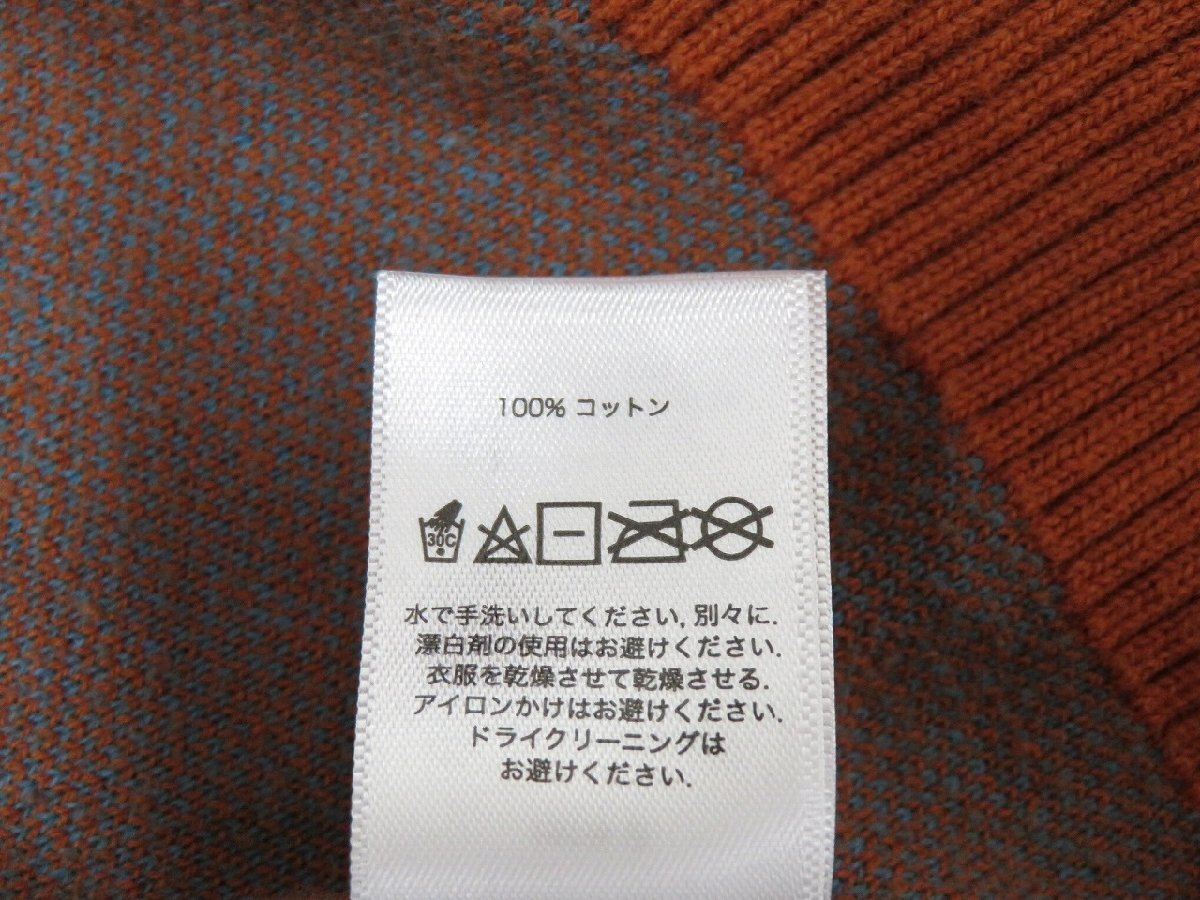 100% コットン
30C
水で手洗いしてください, 別々に.
漂白剤の使用はお避けください.
衣服を乾燥させて乾燥させる.
アイロンかけはお避けください.
ドライクリーニングは
お避けください.